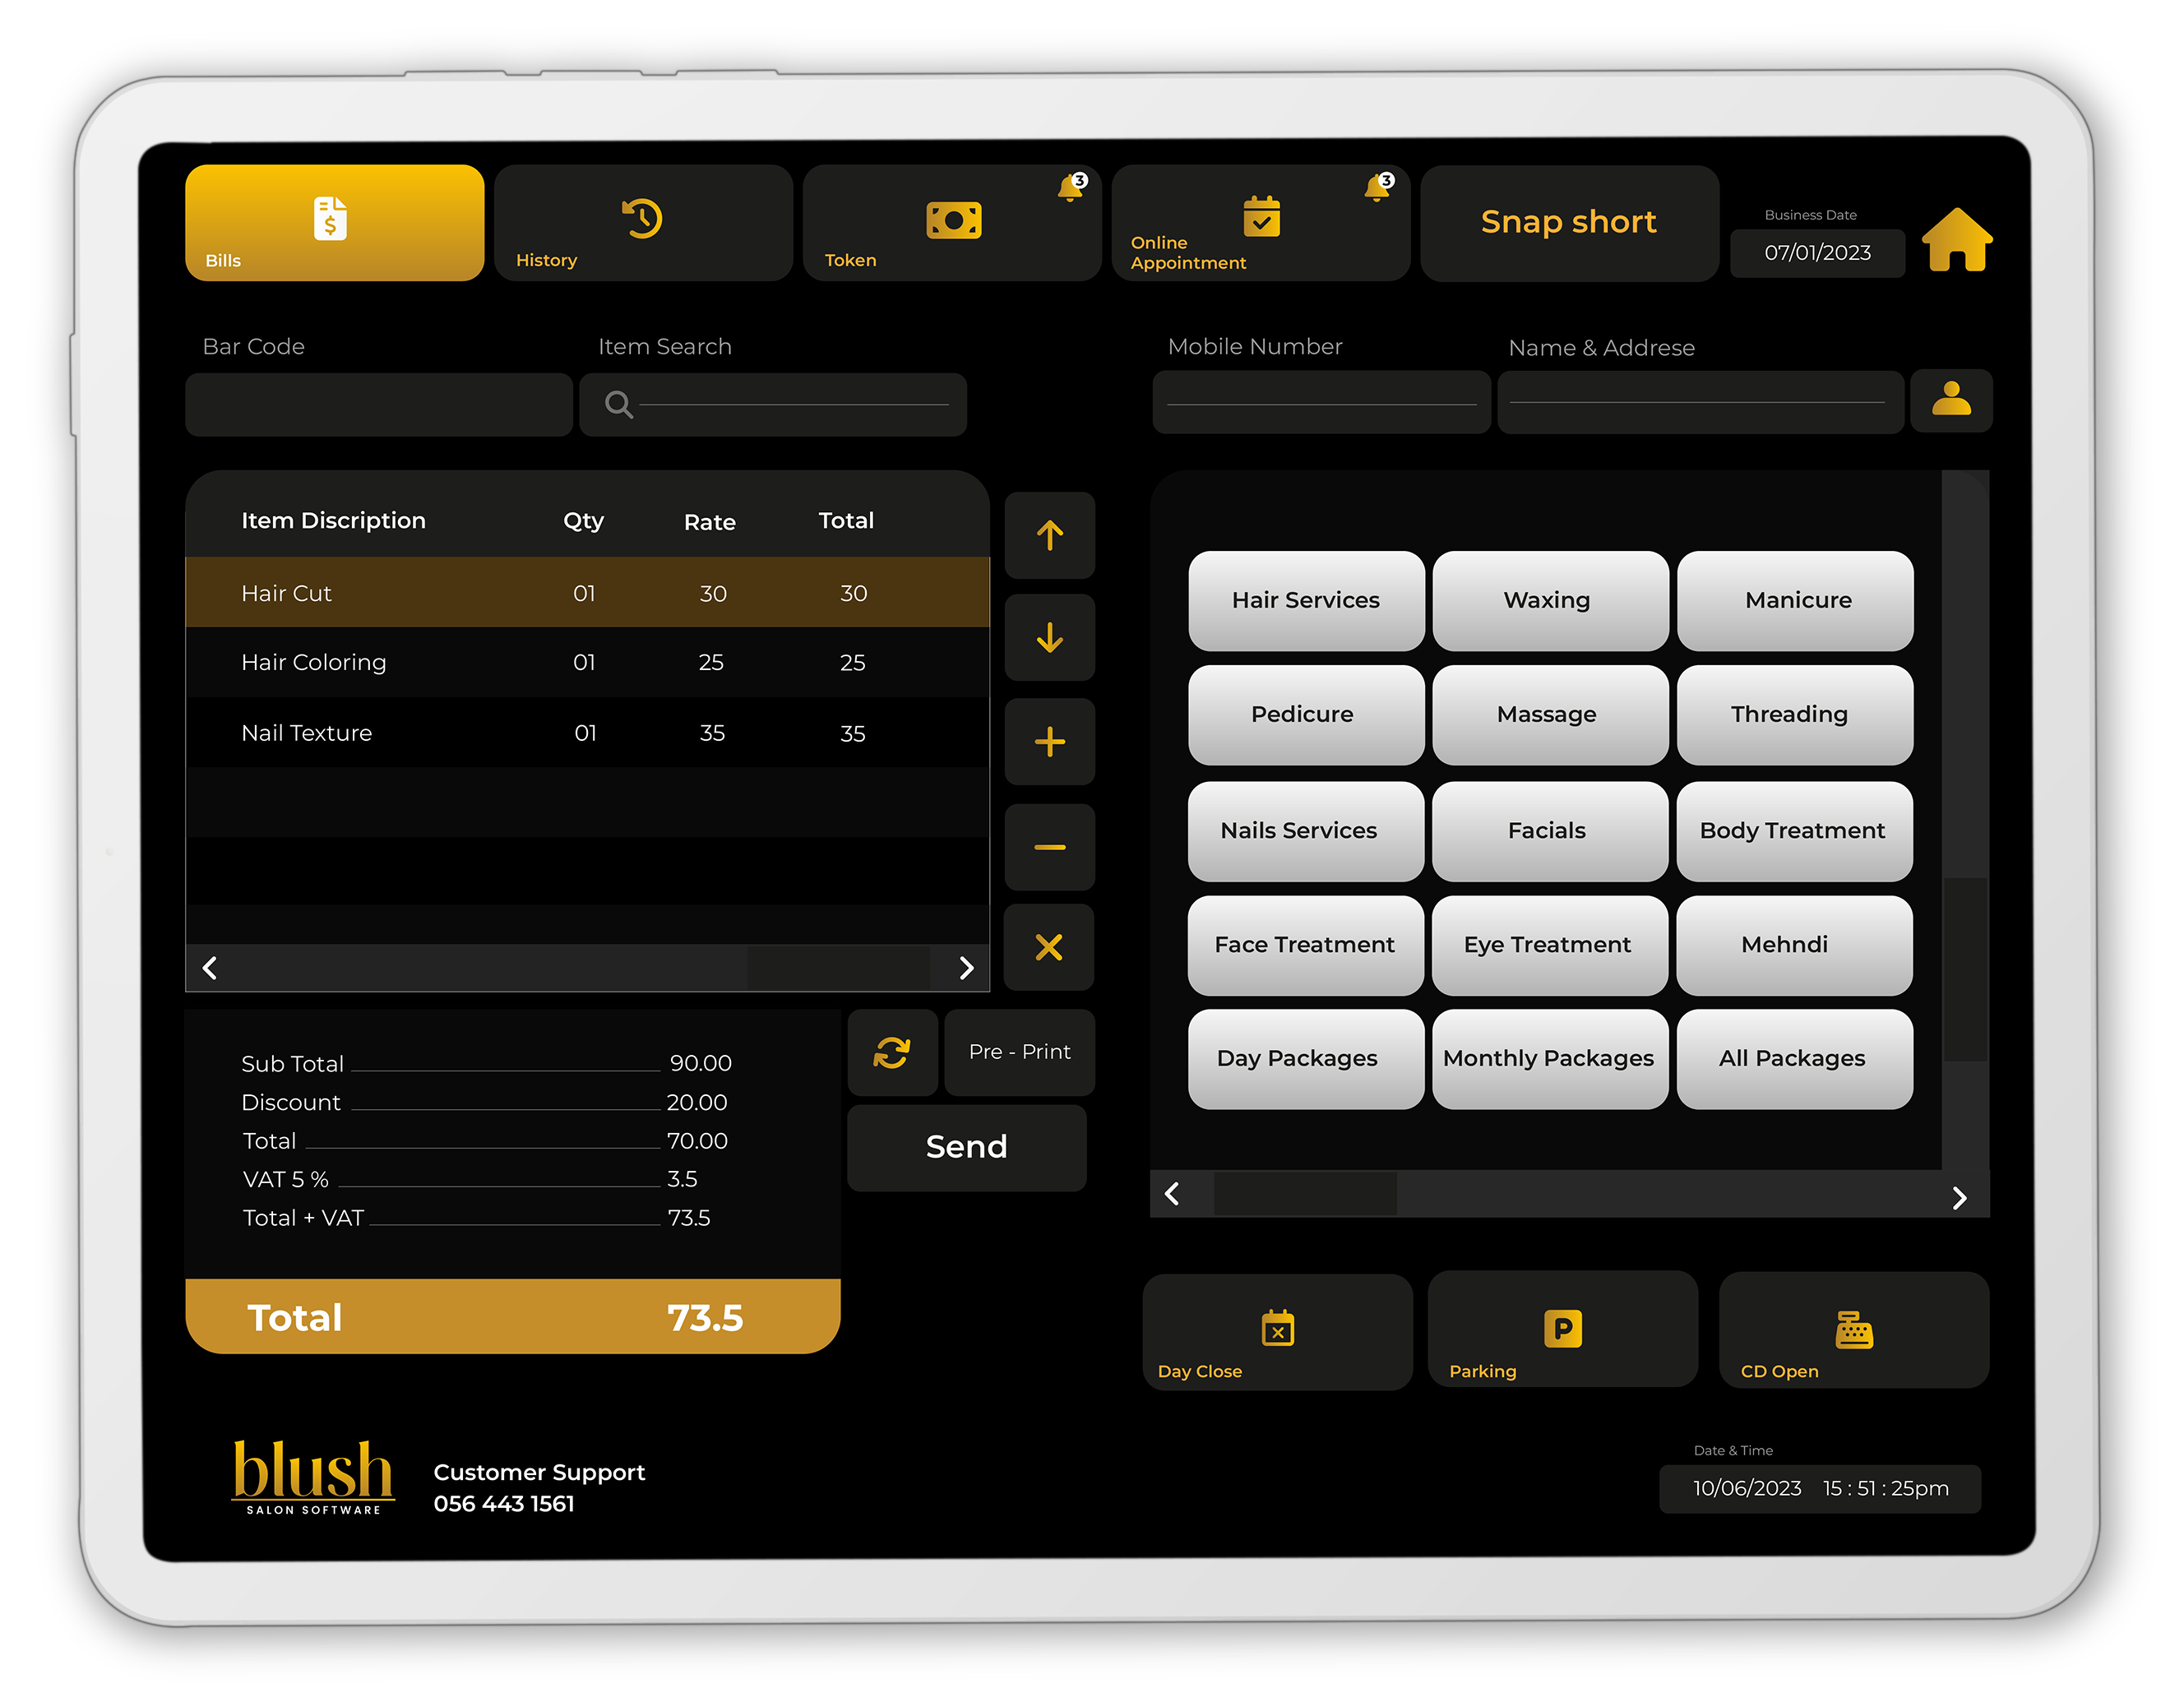 Bills
History
3
Token
3
Online
Appointment
Snap short
Business Date
07/01/2023
Bar Code
Item Search
Mobile Number
Name & Addrese
Item Discription Qty Rate Total
Hair Cut 01 30 30
Hair Coloring 01 25 25
Nail Texture 01 35 35
Sub Total 90.00
Discount 20.00
Total 70.00
VAT 5 % 3.5
Total + VAT 73.5
Total 73.5
Pre - Print
Send
Hair Services Waxing Manicure
Pedicure Massage Threading
Nails Services Facials Body Treatment
Face Treatment Eye Treatment Mehndi
Day Packages Monthly Packages All Packages
Day Close
P
Parking
CD Open
blush
SALON SOFTWARE
Customer Support
056 443 1561
Date & Time
10/06/2023 15 : 51 : 25pm